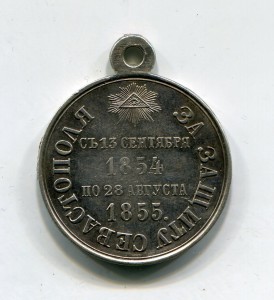 ЗА ЗАЩИТУ СЕВАСТОПОЛЯ
СЪ 13 СЕНТЯБРЯ
1854
ПО 28 АВГУСТА
1855.